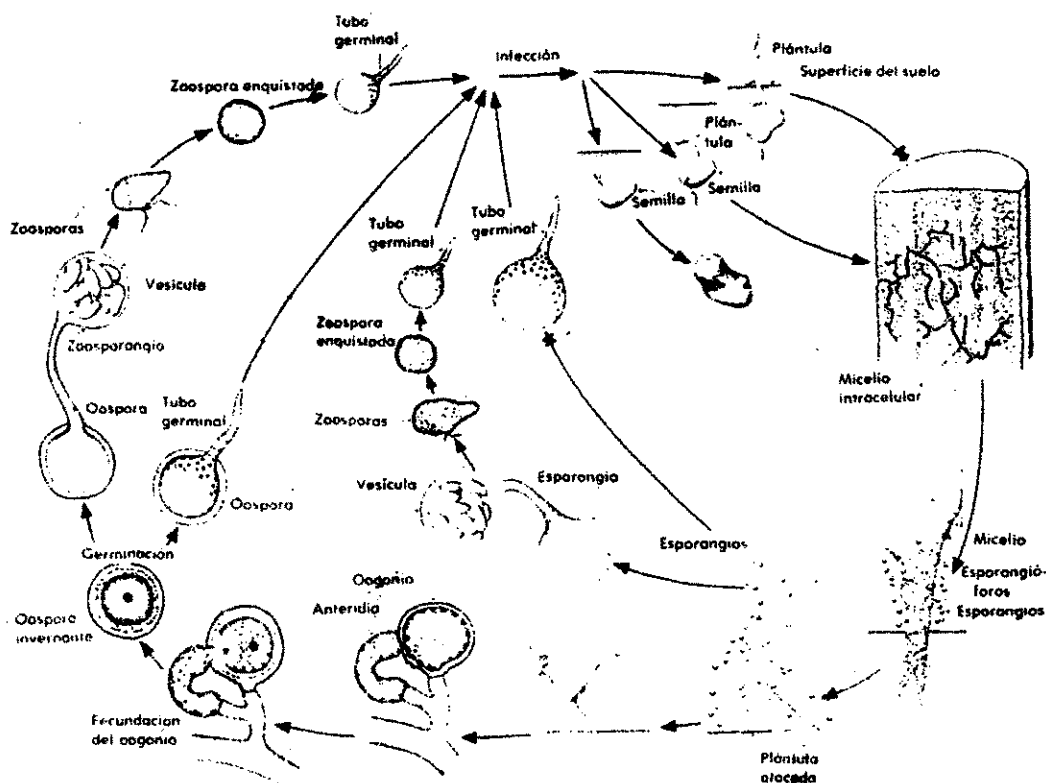 Tubo
germinal
Zoospora enquistada
Infección
Plántula
Superficie del suelo
Plán-
tula
Semilla
Semilla
Zoosporas
Vesícula
Zoosporangio
Oospora
Tubo
germinal
Oospora
Tubo
germinal
Tubo
germinal
Zoospora
enquistada
Zoosporas
Vesícula
Esporangia
Micelio
intracelular
Esporangios
Micelio
Esporangió-
foros
Esporangios
Germinación
Oospora
invernante
Oogonio
Anteridia
Fecundación
del oogonio
Plántula
atacada